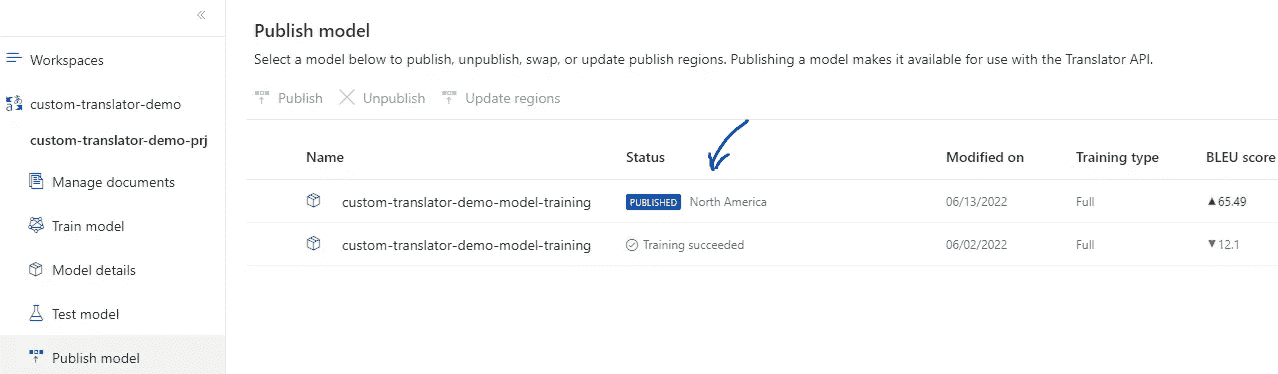 Workspaces
custom-translator-demo
custom-translator-demo-prj
Manage documents
Train model
Model details
Test model
Publish model
Publish model
Select a model below to publish, unpublish, swap, or update publish regions. Publishing a model makes it available for use with the Translator API.
Publish Unpublish Update regions
Name Status Modified on Training type BLEU score
custom-translator-demo-model-training PUBLISHED North America 06/13/2022 Full ▲65.49
custom-translator-demo-model-training Training succeeded 06/02/2022 Full ▼12.1